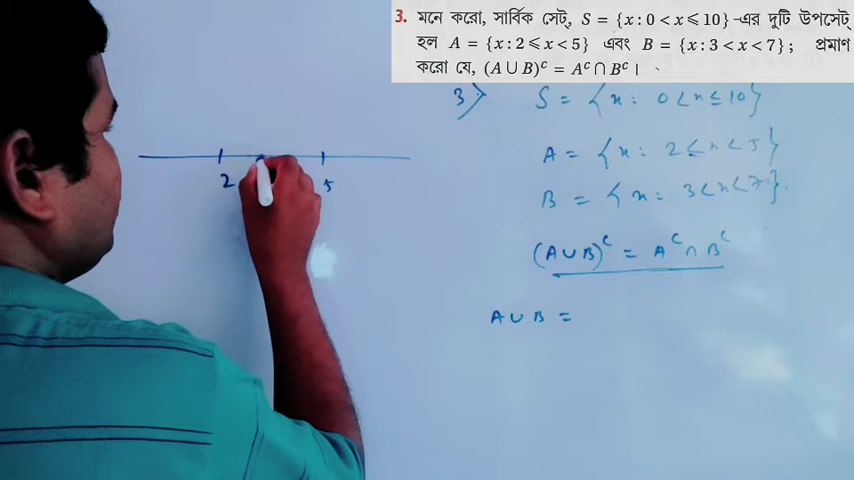 3. মনে করো, সার্বিক সেট্, S = {x : 0 < x ⩽ 10} -এর দুটি উপসেট্
হল A = {x : 2 ⩽ x < 5} এবং B = {x : 3 < x < 7} ; প্রমাণ
করো যে, (A ∪ B)ᶜ = Aᶜ ∩ Bᶜ ।
3) S = {x : 0 < x ≤ 10}
A = {x : 2 ≤ x < 5}
B = {x : 3 < x < 7}.
(A ∪ B)ᶜ = Aᶜ ∩ Bᶜ
A ∪ B =
2 5